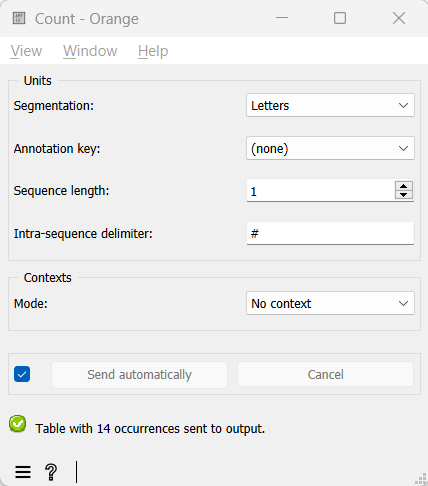 Count - Orange
View Window Help
Units
Segmentation: Letters
Annotation key: (none)
Sequence length: 1
Intra-sequence delimiter: #
Contexts
Mode: No context
Send automatically Cancel
Table with 14 occurrences sent to output.
?